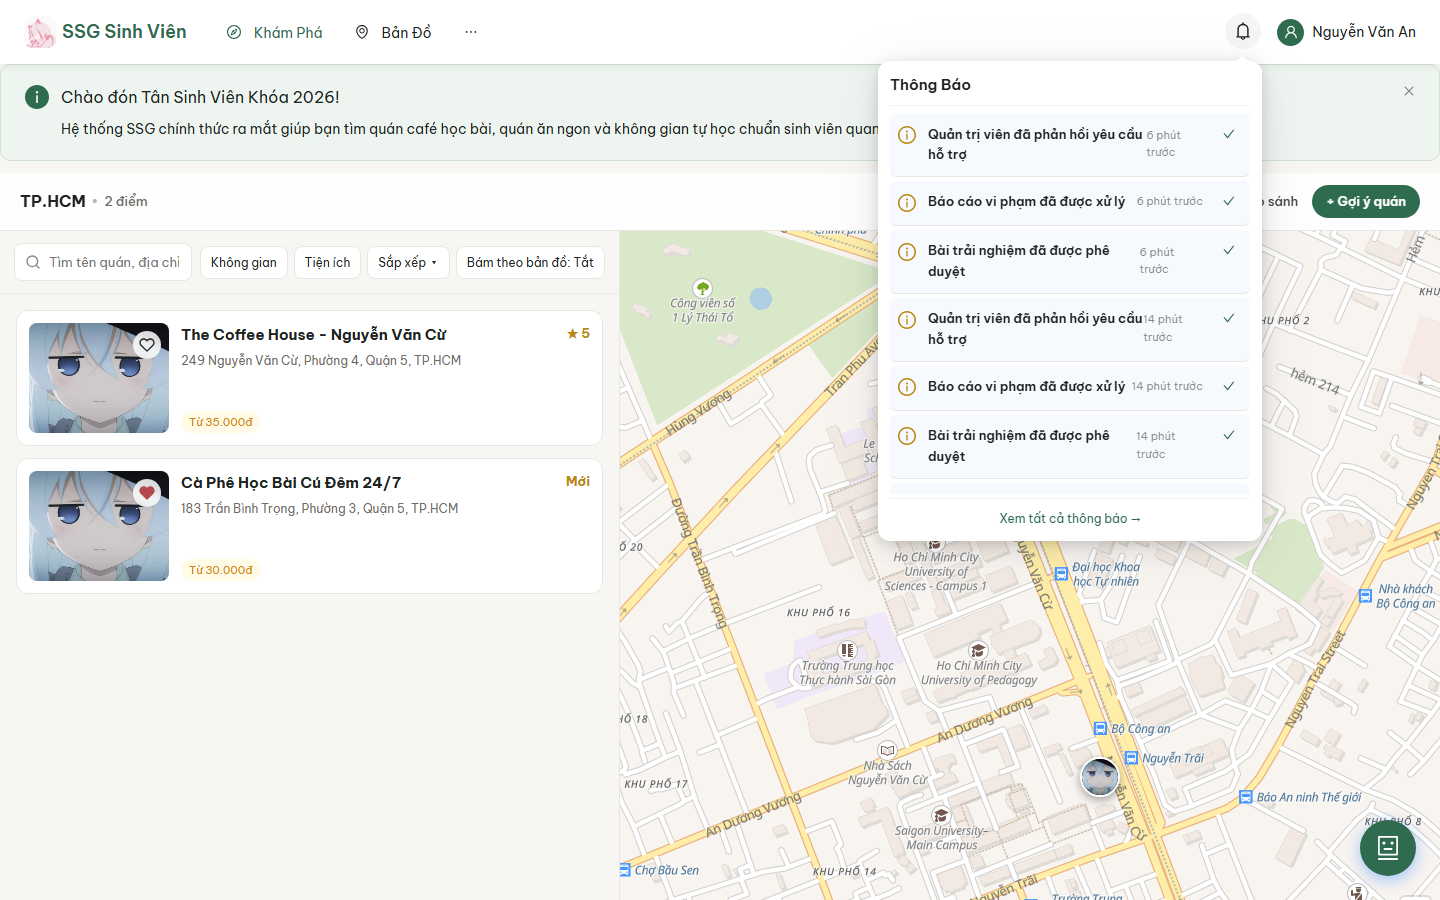 SSG Sinh Viên
Khám Phá
Bản Đồ
···
Nguyễn Văn An
Chào đón Tân Sinh Viên Khóa 2026!
Hệ thống SSG chính thức ra mắt giúp bạn tìm quán café học bài, quán ăn ngon và không gian tự học chuẩn sinh viên quan
Thông Báo
Quản trị viên đã phản hồi yêu cầu hỗ trợ
6 phút trước
Báo cáo vi phạm đã được xử lý
6 phút trước
Bài trải nghiệm đã được phê duyệt
6 phút trước
Quản trị viên đã phản hồi yêu cầu hỗ trợ
14 phút trước
Báo cáo vi phạm đã được xử lý
14 phút trước
Bài trải nghiệm đã được phê duyệt
14 phút trước
Xem tất cả thông báo →
TP.HCM • 2 điểm
sánh
+ Gợi ý quán
Tìm tên quán, địa chỉ
Không gian
Tiện ích
Sắp xếp
Bám theo bản đồ: Tắt
The Coffee House - Nguyễn Văn Cừ
★ 5
249 Nguyễn Văn Cừ, Phường 4, Quận 5, TP.HCM
Từ 35.000đ
Cà Phê Học Bài Cú Đêm 24/7
Mới
183 Trần Bình Trọng, Phường 3, Quận 5, TP.HCM
Từ 30.000đ
Công viên số
1 Lý Thái Tổ
Hùng Vương
Đường Trần Bình Trọng
KHU PHỐ 16
Ho Chi Minh City
University of
Sciences - Campus 1
Đại học Khoa
học Tự nhiên
Nhà khách
Bộ Công an
hẻm 214
Hẻm
Trường Trung học
Thực hành Sài Gòn
Ho Chi Minh City
University of Pedagogy
Nguyen Trai Street
An Dương Vương
Bộ Công an
Nguyễn Trãi
Nhà Sách
Nguyễn Văn Cừ
KHU PHỐ 17
An Dương Vương
Báo An ninh Thế giới
Saigon University–
Main Campus
KHU PHỐ 8
Chợ Bàu Sen
KHU PHỐ 14
Nguyễn Trãi
Trường Trung